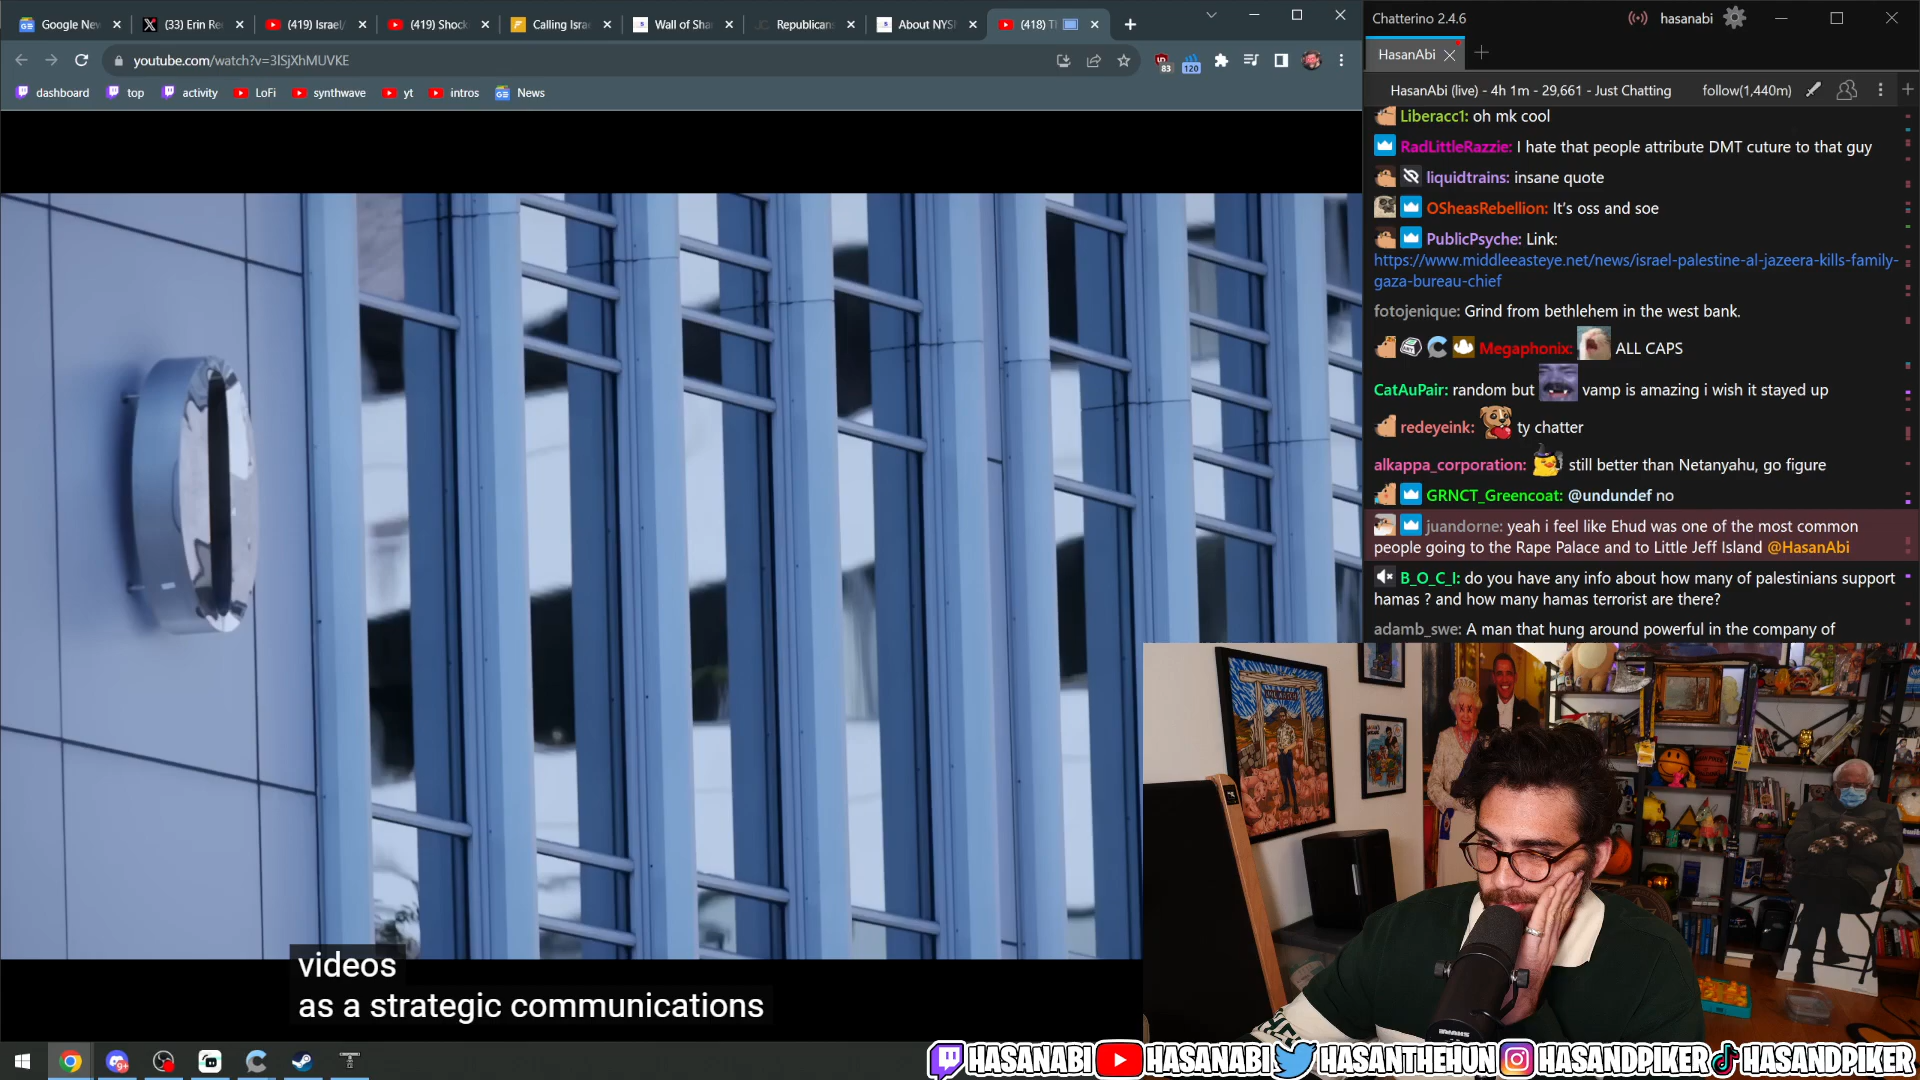 Google New
(33) Erin Re
(419) Israel/
(419) Shock
Calling Isra
Wall of Sha
Republicans
About NYSP
(418) Ti
youtube.com/watch?v=3lSjXhMUVKE
83
120
dashboard
top
activity
LoFi
synthwave
yt
intros
News
videos
as a strategic communications
Chatterino 2.4.6
hasanabi
HasanAbi
HasanAbi (live) - 4h 1m - 29,661 - Just Chatting
follow(1,440m)
Liberacc1: oh mk cool
RadLittleRazzie: I hate that people attribute DMT cuture to that guy
liquidtrains: insane quote
OSheasRebellion: It's oss and soe
PublicPsyche: Link:
https://www.middleeasteye.net/news/israel-palestine-al-jazeera-kills-family-
gaza-bureau-chief
fotojenique: Grind from bethlehem in the west bank.
Megaphonix: ALL CAPS
CatAuPair: random but vamp is amazing i wish it stayed up
redeyeink: ty chatter
alkappa_corporation: still better than Netanyahu, go figure
GRNCT_Greencoat: @undundef no
juandorne: yeah i feel like Ehud was one of the most common
people going to the Rape Palace and to Little Jeff Island @HasanAbi
B_O_C_I: do you have any info about how many of palestinians support
hamas ? and how many hamas terrorist are there?
adamb_swe: A man that hung around powerful in the company of
HASANABI HASANABI HASANTHEHUN HASANDPIKER HASANDPIKER